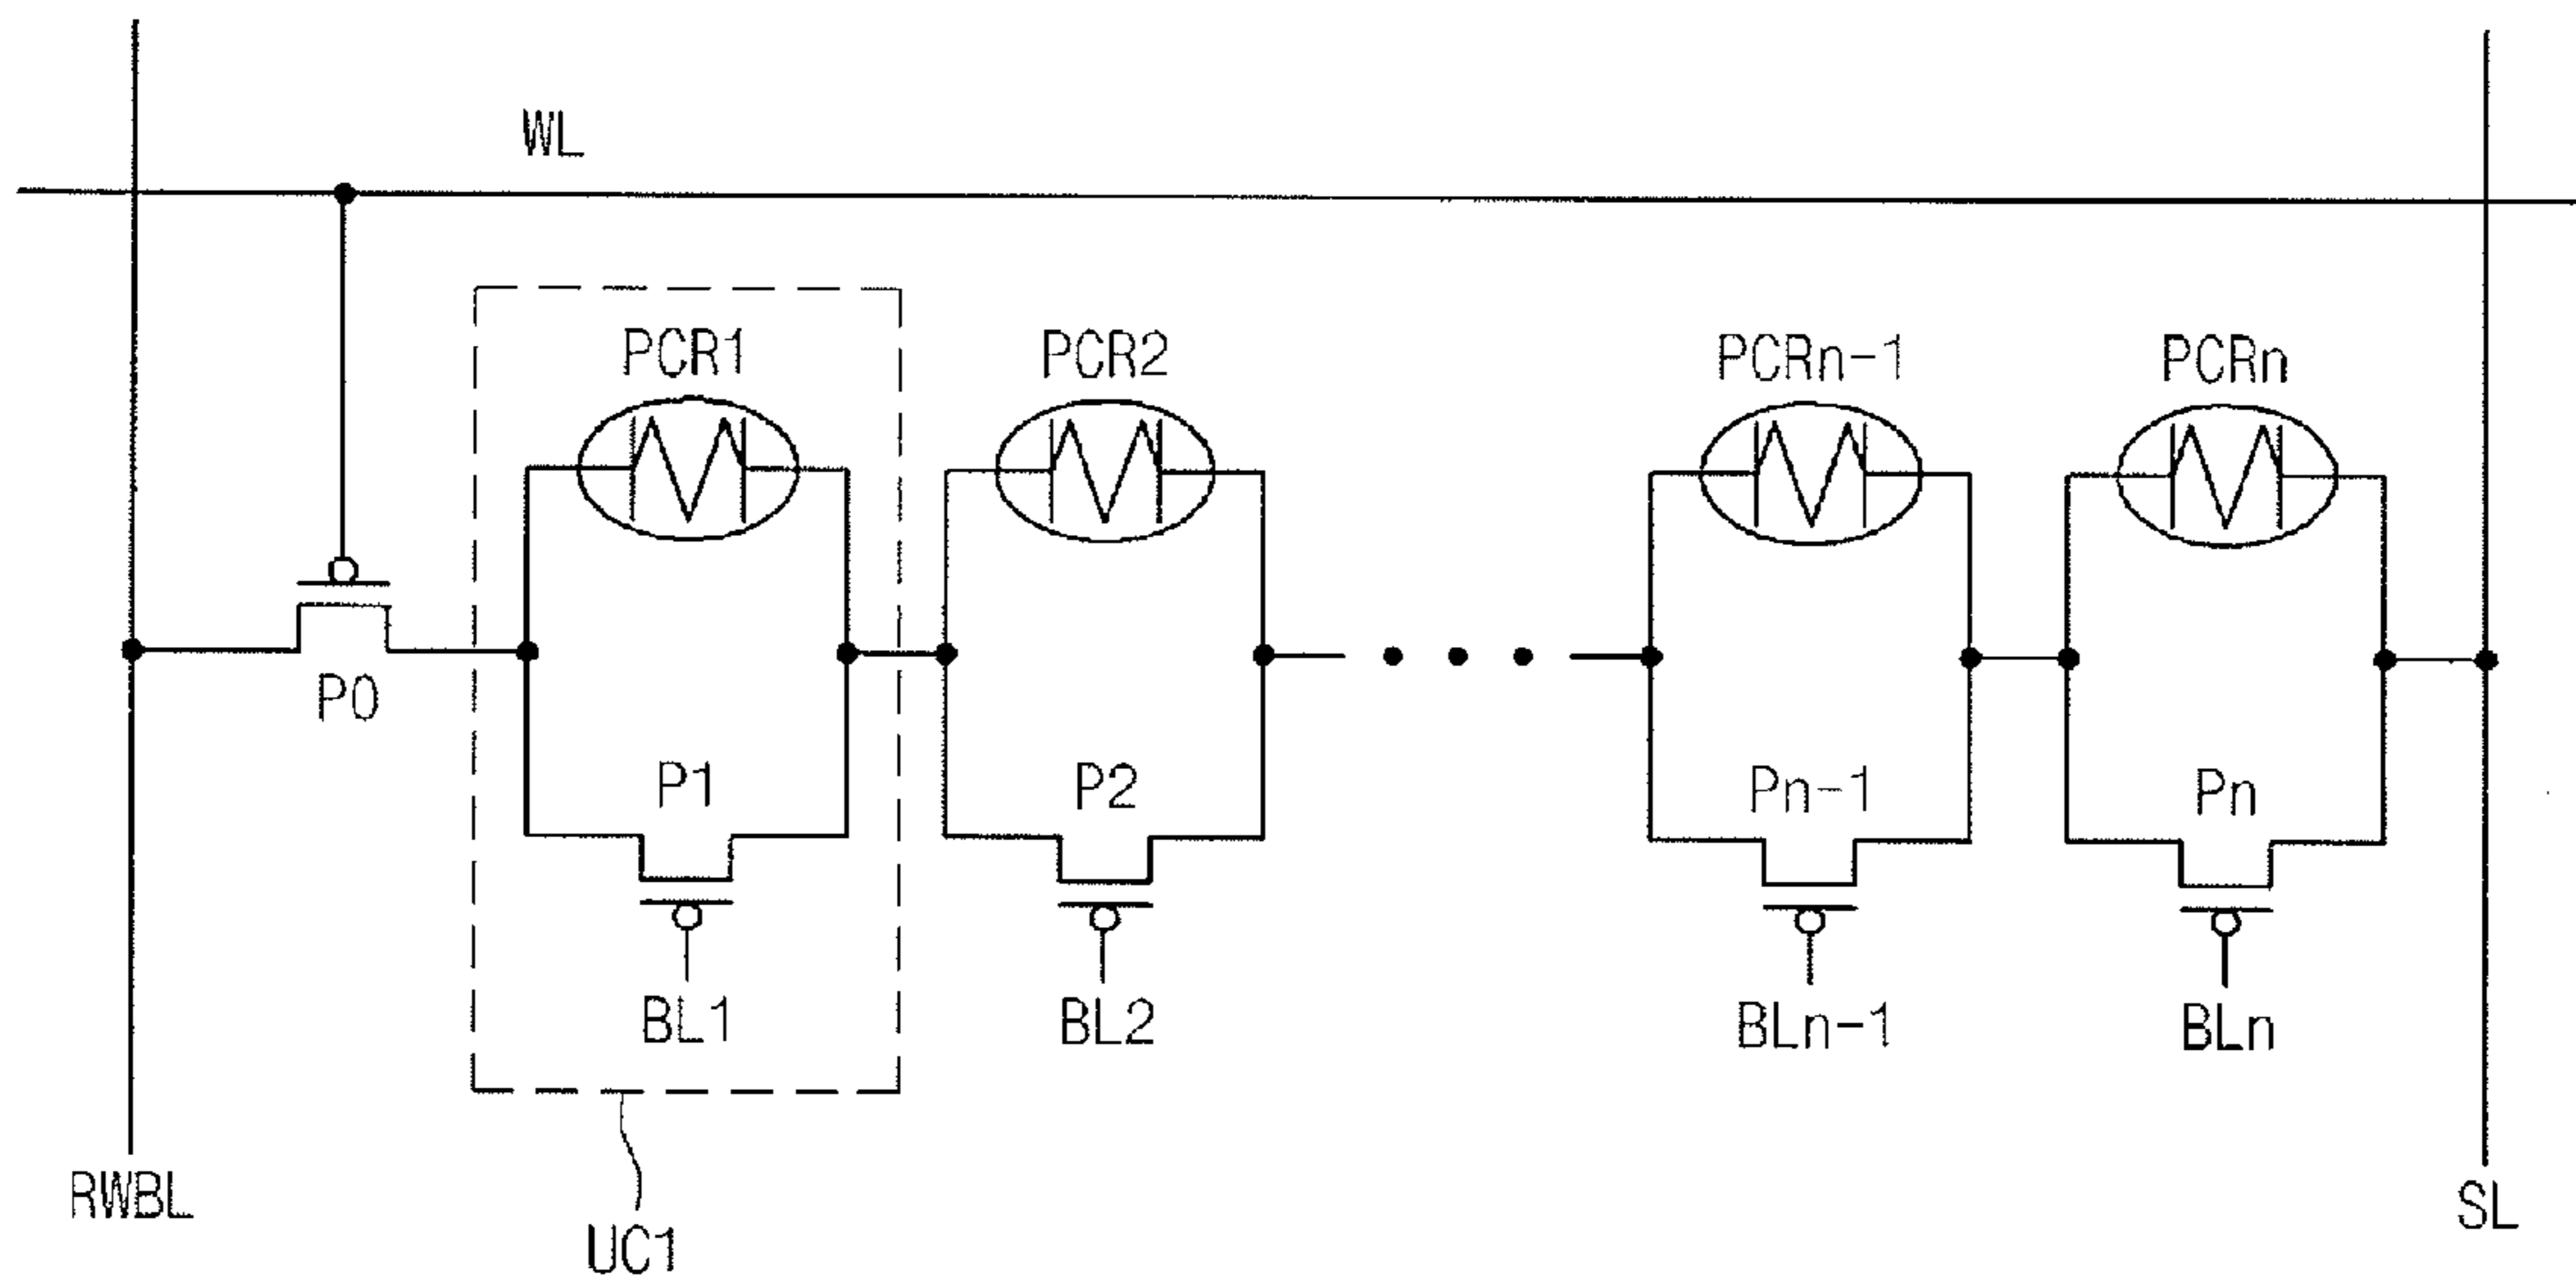 WL
PCR1 PCR2 PCRn-1 PCRn
P0
P1 P2 Pn-1 Pn
BL1 BL2 BLn-1 BLn
RWBL SL
UC1